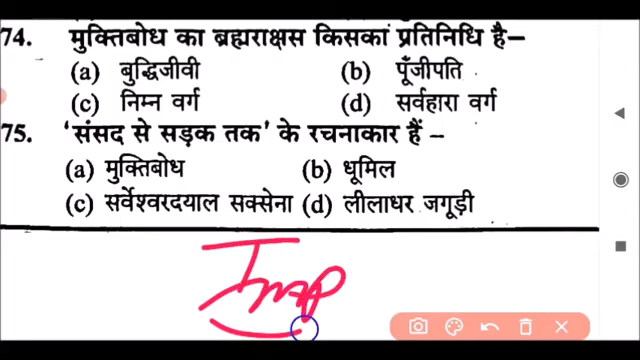 74. मुक्तिबोध का ब्रह्मराक्षस किसकां प्रतिनिधि है–
(a) बुद्धिजीवी (b) पूँजीपति
(c) निम्न वर्ग (d) सर्वहारा वर्ग
75. ‘संसद से सड़क तक’ के रचनाकार हैं –
(a) मुक्तिबोध (b) धूमिल
(c) सर्वेश्वरदयाल सक्सेना (d) लीलाधर जगूड़ी
Imp